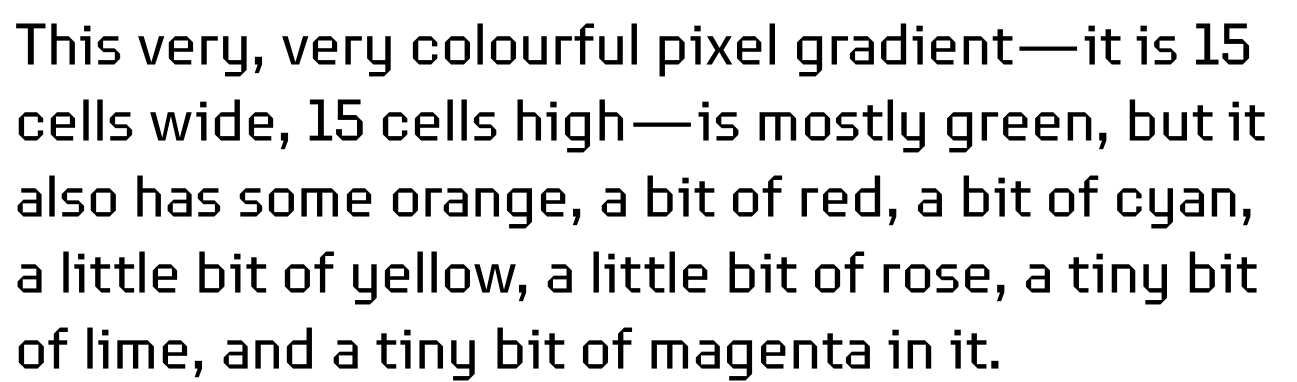 This very, very colourful pixel gradient—it is 15
cells wide, 15 cells high—is mostly green, but it
also has some orange, a bit of red, a bit of cyan,
a little bit of yellow, a little bit of rose, a tiny bit
of lime, and a tiny bit of magenta in it.